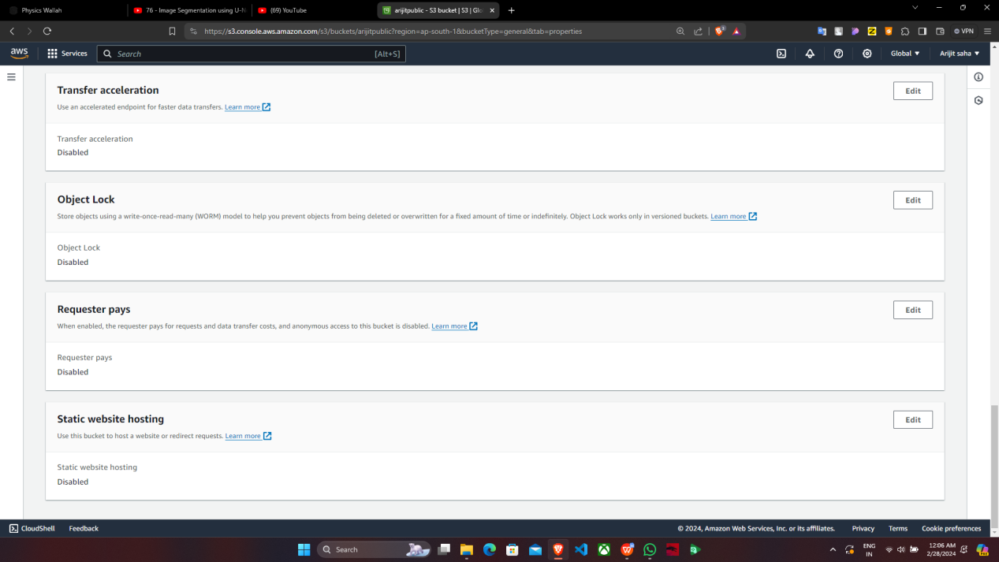 Physics Wallah
76 - Image Segmentation using U-N
(69) YouTube
arijitpublic - S3 bucket | S3 | Glo
https://s3.console.aws.amazon.com/s3/buckets/arijitpublic?region=ap-south-1&bucketType=general&tab=properties
VPN
aws
Services
Search
[Alt+S]
Global
Arijit saha
Transfer acceleration
Edit
Use an accelerated endpoint for faster data transfers. Learn more
Transfer acceleration
Disabled
Object Lock
Edit
Store objects using a write-once-read-many (WORM) model to help you prevent objects from being deleted or overwritten for a fixed amount of time or indefinitely. Object Lock works only in versioned buckets. Learn more
Object Lock
Disabled
Requester pays
Edit
When enabled, the requester pays for requests and data transfer costs, and anonymous access to this bucket is disabled. Learn more
Requester pays
Disabled
Static website hosting
Edit
Use this bucket to host a website or redirect requests. Learn more
Static website hosting
Disabled
CloudShell
Feedback
© 2024, Amazon Web Services, Inc. or its affiliates.
Privacy
Terms
Cookie preferences
Search
ENG
IN
12:06 AM
2/28/2024